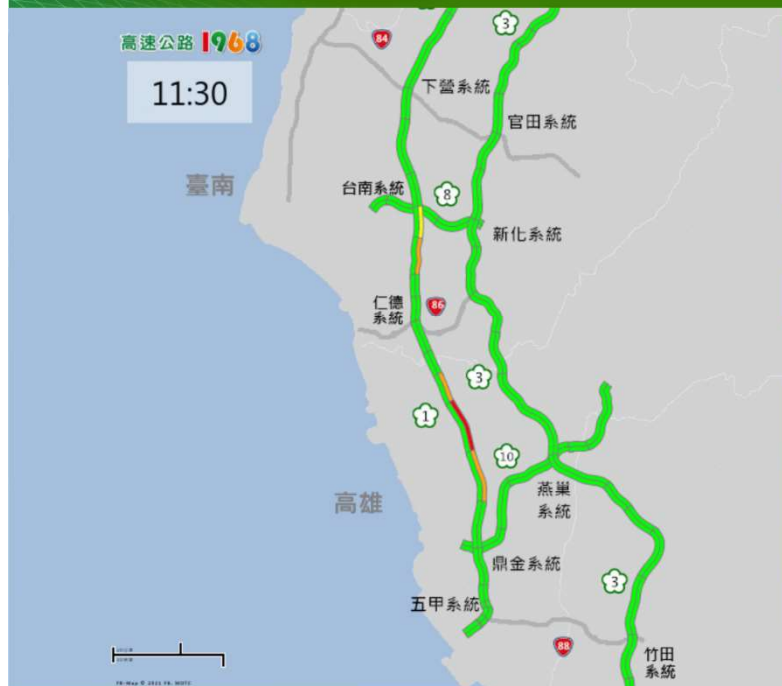 3
高速公路1968
84
11:30
下營系統
官田系統
臺南
台南系統
8
新化系統
仁德
系統
86
3
1
10
燕巢
系統
高雄
鼎金系統
3
五甲系統
88
竹田
系統